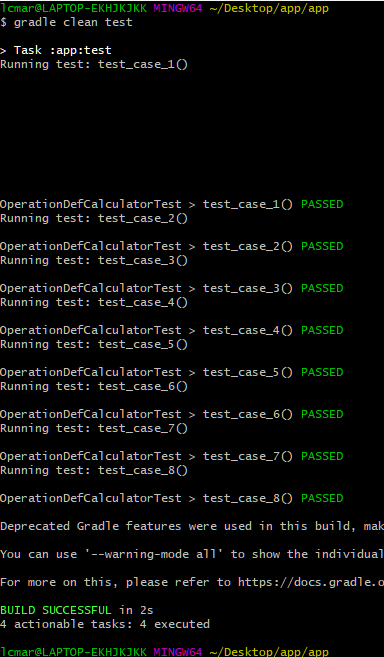 lcmar@LAPTOP-EKHJKJKK MINGW64 ~/Desktop/app/app
$ gradle clean test
> Task :app:test
Running test: test_case_1()
OperationDefCalculatorTest > test_case_1() PASSED
Running test: test_case_2()
OperationDefCalculatorTest > test_case_2() PASSED
Running test: test_case_3()
OperationDefCalculatorTest > test_case_3() PASSED
Running test: test_case_4()
OperationDefCalculatorTest > test_case_4() PASSED
Running test: test_case_5()
OperationDefCalculatorTest > test_case_5() PASSED
Running test: test_case_6()
OperationDefCalculatorTest > test_case_6() PASSED
Running test: test_case_7()
OperationDefCalculatorTest > test_case_7() PASSED
Running test: test_case_8()
OperationDefCalculatorTest > test_case_8() PASSED
Deprecated Gradle features were used in this build, mak
You can use '--warning-mode all' to show the individual
For more on this, please refer to https://docs.gradle.o
BUILD SUCCESSFUL in 2s
4 actionable tasks: 4 executed
lcmar@LAPTOP-EKHJKJKK MINGW64 ~/Desktop/app/app